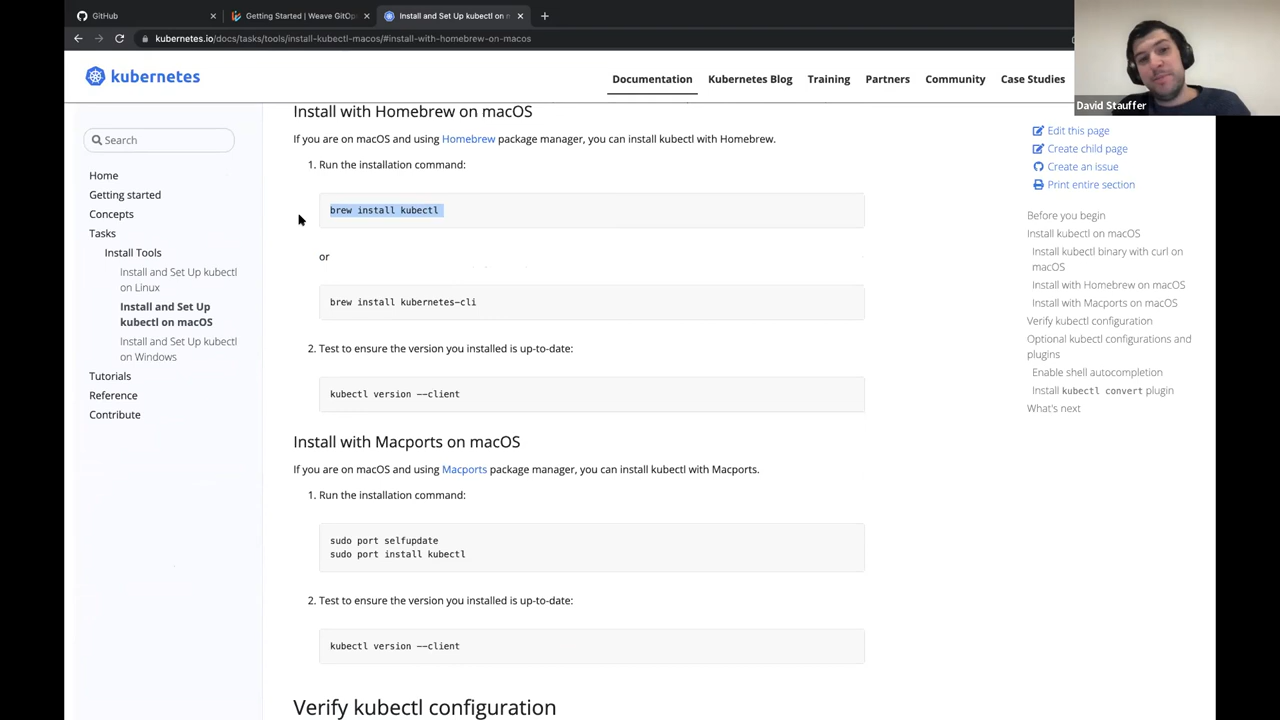 GitHub
Getting Started | Weave GitOp
Install and Set Up kubectl on m
kubernetes.io/docs/tasks/tools/install-kubectl-macos/#install-with-homebrew-on-macos
kubernetes
Documentation
Kubernetes Blog
Training
Partners
Community
Case Studies
David Stauffer
Search
Home
Getting started
Concepts
Tasks
Install Tools
Install and Set Up kubectl
on Linux
Install and Set Up
kubectl on macOS
Install and Set Up kubectl
on Windows
Tutorials
Reference
Contribute
Install with Homebrew on macOS
If you are on macOS and using Homebrew package manager, you can install kubectl with Homebrew.
1. Run the installation command:
brew install kubectl
or
brew install kubernetes-cli
2. Test to ensure the version you installed is up-to-date:
kubectl version --client
Install with Macports on macOS
If you are on macOS and using Macports package manager, you can install kubectl with Macports.
1. Run the installation command:
sudo port selfupdate
sudo port install kubectl
2. Test to ensure the version you installed is up-to-date:
kubectl version --client
Verify kubectl configuration
Edit this page
Create child page
Create an issue
Print entire section
Before you begin
Install kubectl on macOS
Install kubectl binary with curl on
macOS
Install with Homebrew on macOS
Install with Macports on macOS
Verify kubectl configuration
Optional kubectl configurations and
plugins
Enable shell autocompletion
Install kubectl convert plugin
What's next